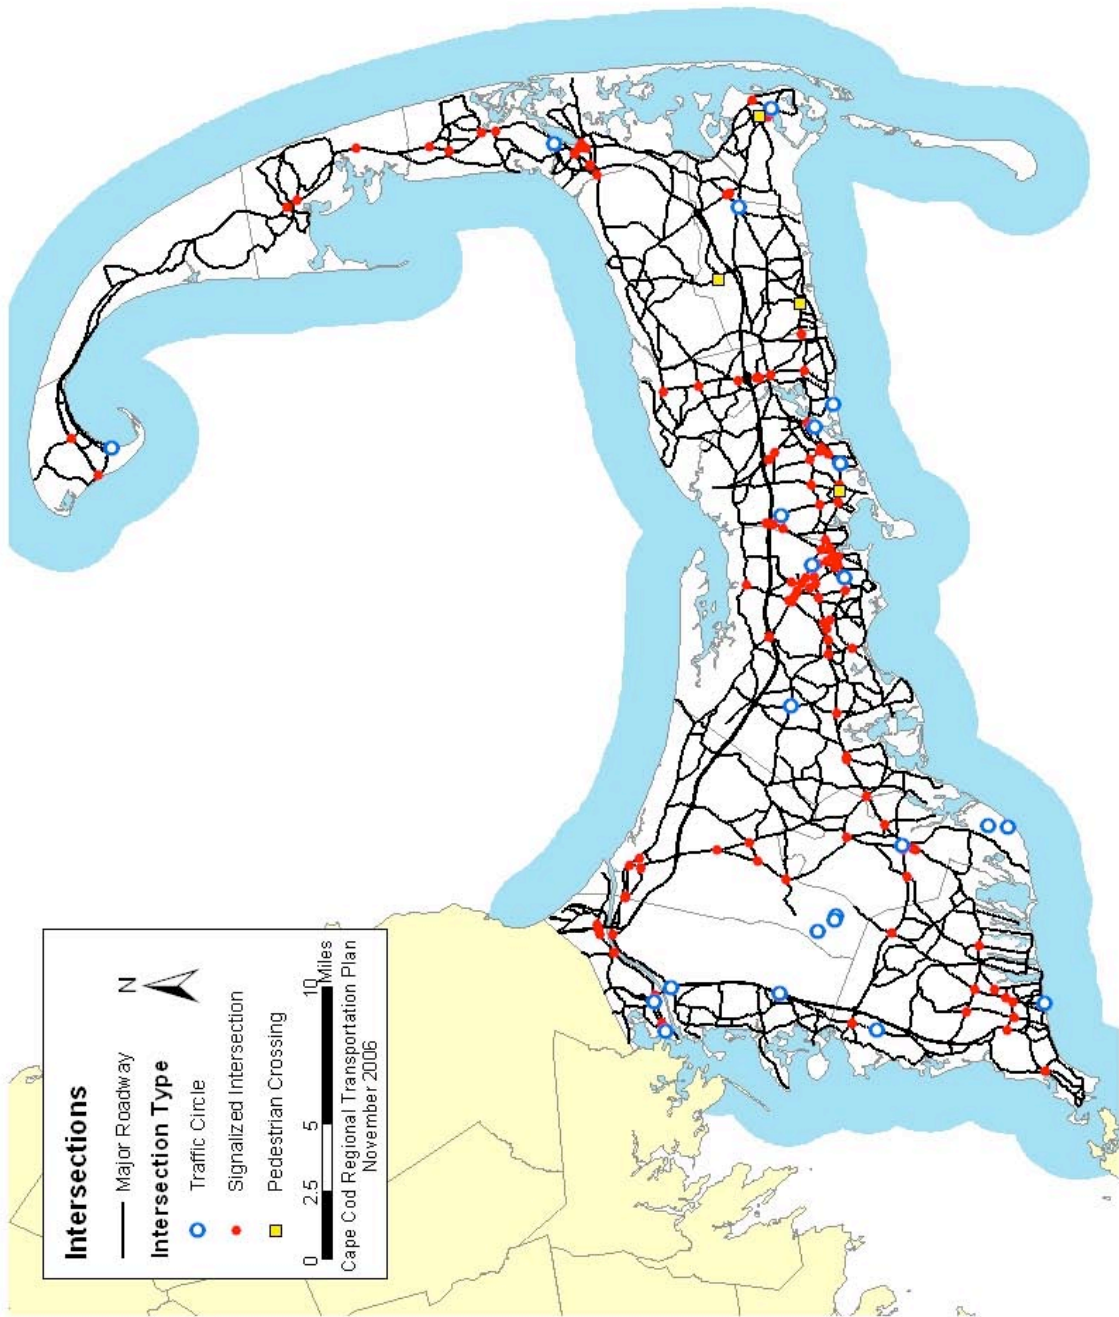 Intersections
Major Roadway
Intersection Type
Traffic Circle
Signalized Intersection
Pedestrian Crossing
N
0 2.5 5 10
Miles
Cape Cod Regional Transportation Plan
November 2006